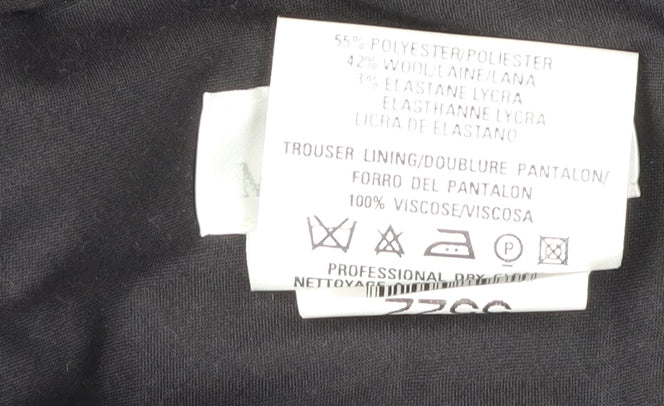 55% POLYESTER/POLIESTER
42% WOOL/LAINE/LANA
3% ELASTANE LYCRA
ELASTHANNE LYCRA
LICRA DE ELASTANO
TROUSER LINING/DOUBLURE PANTALON/
FORRO DEL PANTALON
100% VISCOSE/VISCOSA
P
PROFESSIONAL DRY
NETTOYAGE